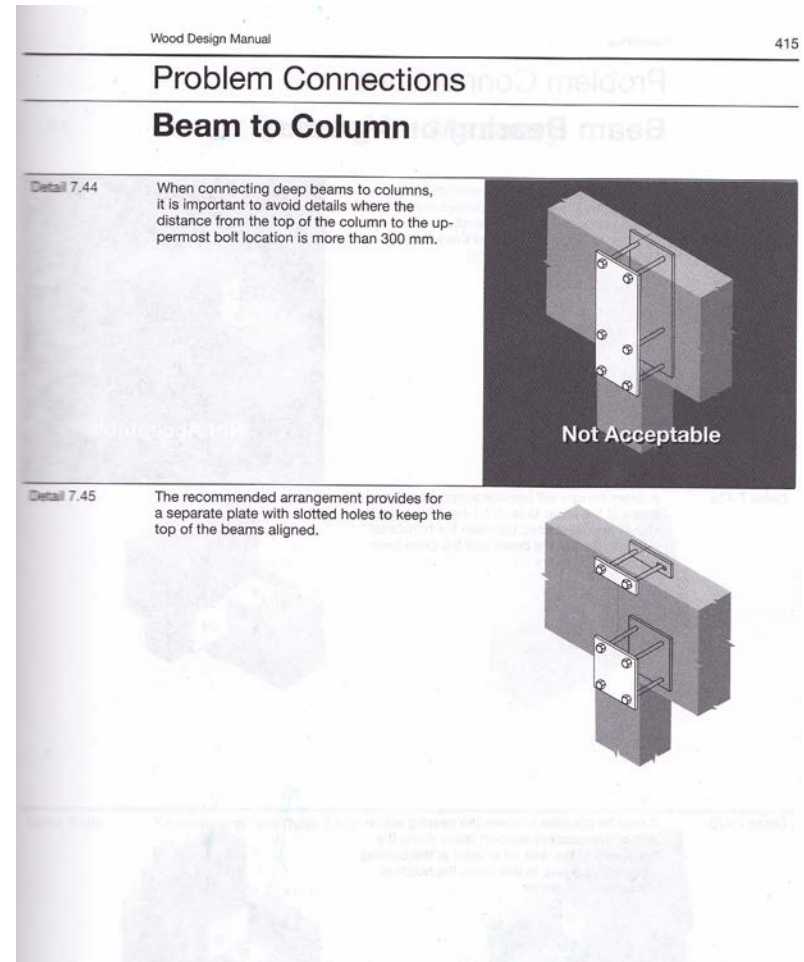 Wood Design Manual
415
Problem Connections
Beam to Column
Detail 7.44
When connecting deep beams to columns,
it is important to avoid details where the
distance from the top of the column to the up-
permost bolt location is more than 300 mm.
Not Acceptable
Detail 7.45
The recommended arrangement provides for
a separate plate with slotted holes to keep the
top of the beams aligned.